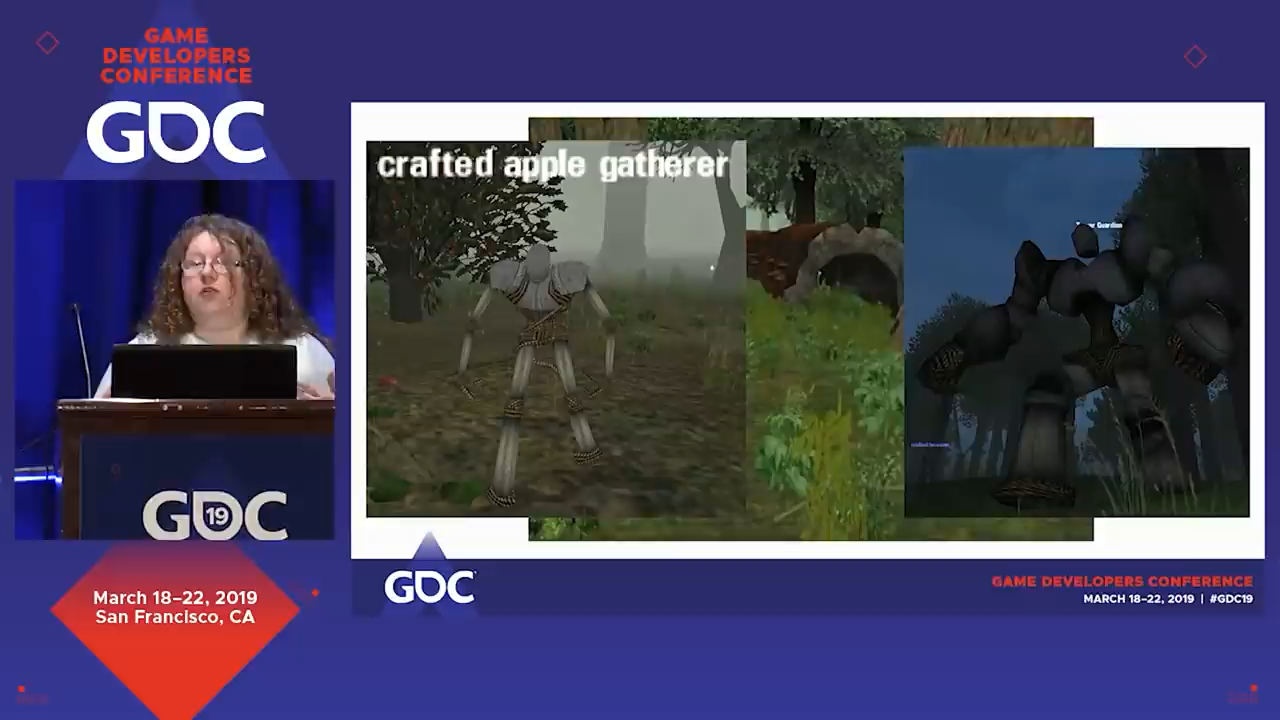 GAME
DEVELOPERS
CONFERENCE
GDC
crafted apple gatherer
Guardian
GDC
19
March 18–22, 2019
San Francisco, CA
GDC
GAME DEVELOPERS CONFERENCE
MARCH 18–22, 2019 | #GDC19